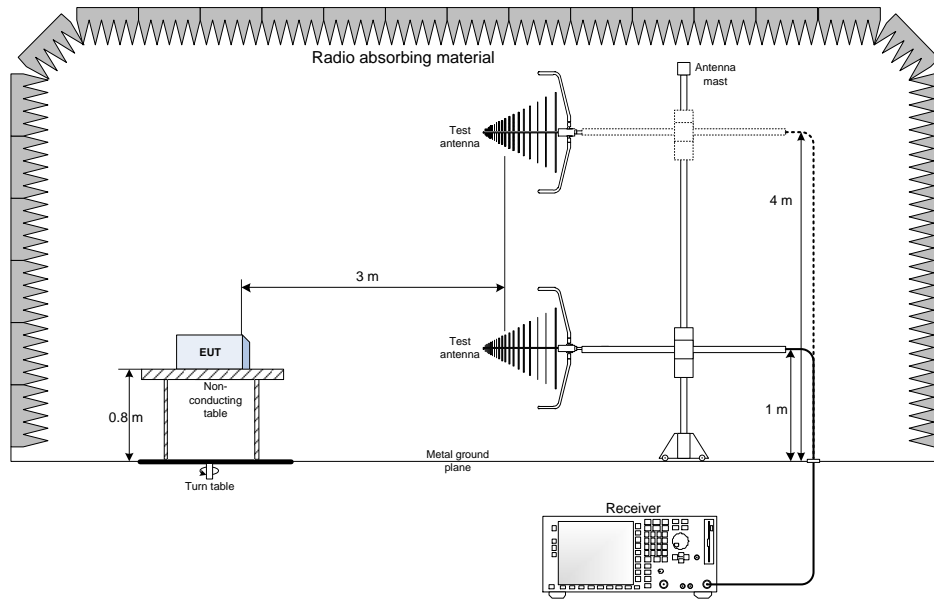 Radio absorbing material
Antenna
mast
Test
antenna
4 m
3 m
Test
antenna
EUT
Non-
conducting
table
0.8 m
1 m
Metal ground
plane
Turn table
Receiver